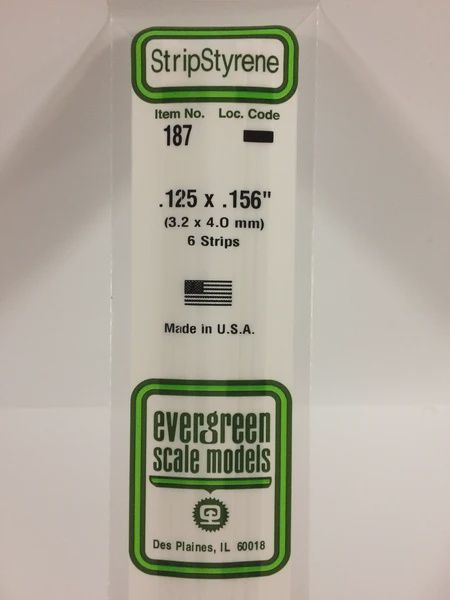 StripStyrene
Item No. Loc. Code
187
.125 x .156"
(3.2 x 4.0 mm)
6 Strips
Made in U.S.A.
evergreen
scale models
Des Plaines, IL 60018